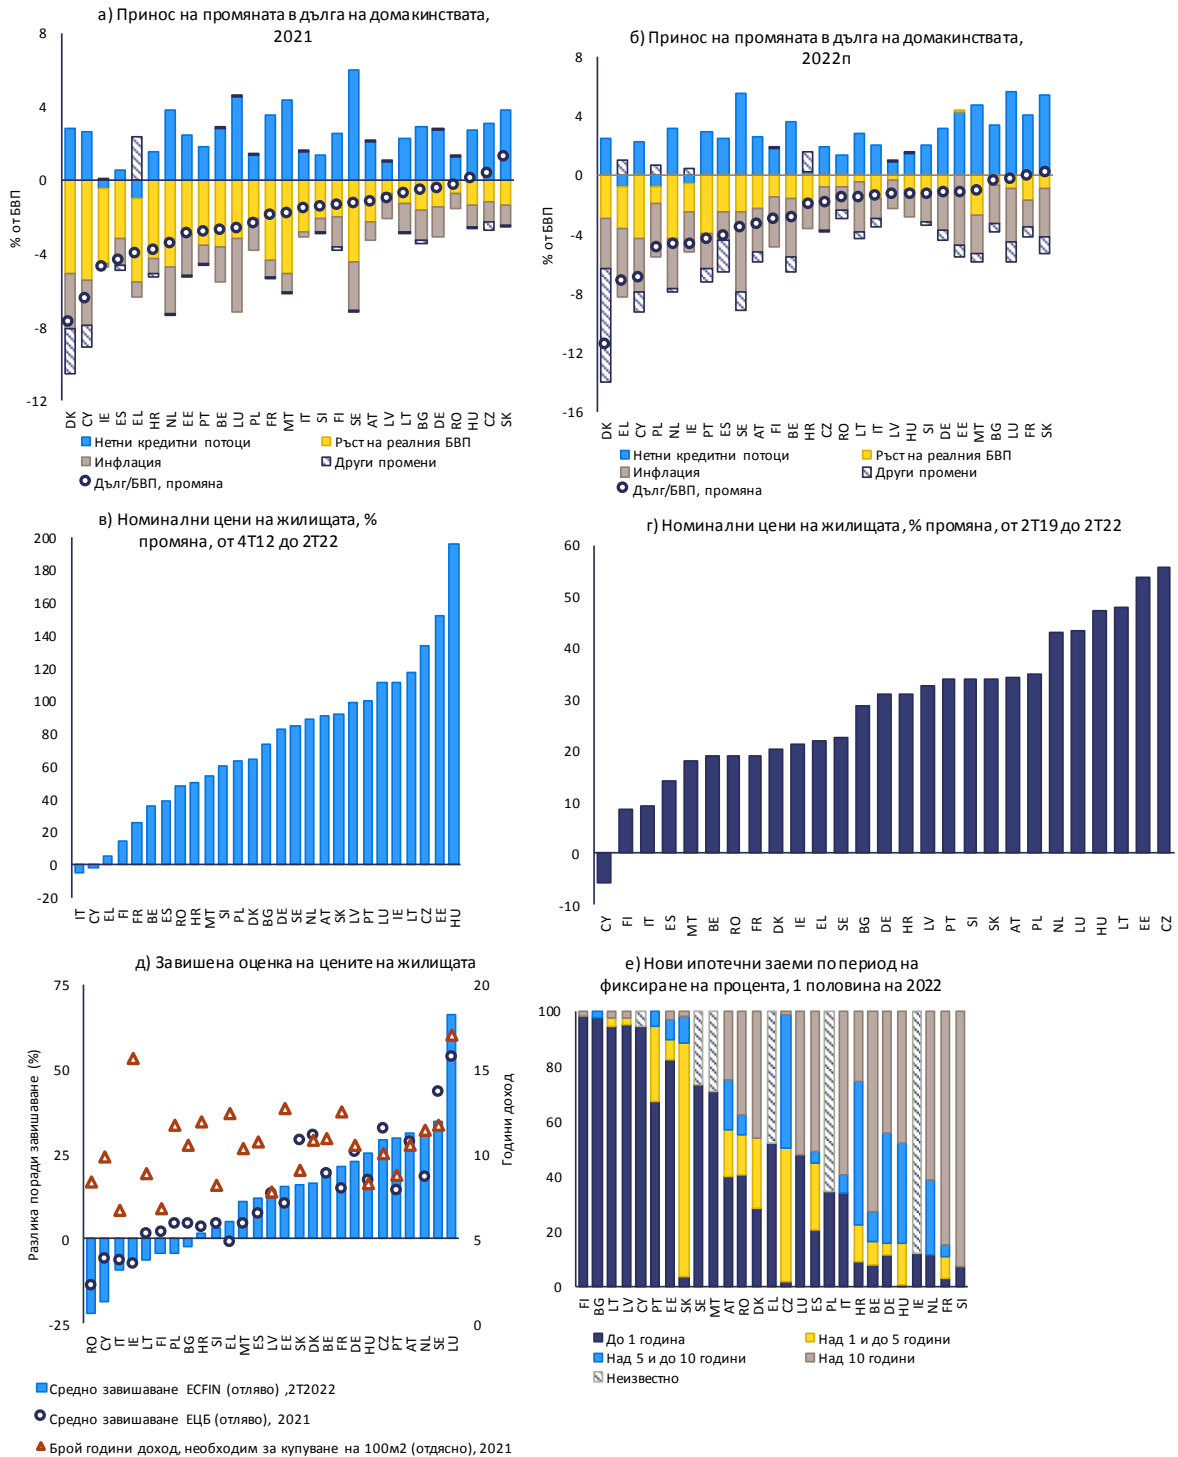 а) Принос на промяната в дълга на домакинствата,
2021
8
4
0
-4
-8
-12
% от БВП
DK CY IE ES EL HR NL EE PT BE LU PL FR MT IT SI FI SE AT LV LT BG DE RO HU CZ SK
Нетни кредитни потоци
Ръст на реалния БВП
Инфлация
Други промени
Дълг/БВП, промяна
б) Принос на промяната в дълга на домакинствата,
2022п
8
4
0
-4
-8
-12
-16
% от БВП
DK EL CY PL NL IE PT ES SE AT FI BE HR CZ RO LT IT LV HU SI DE EE MT BG LU FR SK
Нетни кредитни потоци
Ръст на реалния БВП
Инфлация
Други промени
Дълг/БВП, промяна
в) Номинални цени на жилищата, %
промяна, от 4Т12 до 2Т22
200
180
160
140
120
100
80
60
40
20
0
-20
IT CY EL FI FR BE ES RO HR MT SI PL DK BG DE SE NL AT SK LV PT LU IE LT CZ EE HU
г) Номинални цени на жилищата, % промяна, от 2Т19 до 2Т22
60
50
40
30
20
10
0
-10
CY FI IT ES MT BE RO FR DK IE EL SE BG DE HR LV PT SI SK AT PL NL LU HU LT EE CZ
д) Завишена оценка на цените на жилищата
75
50
25
0
-25
Разлика поради завишаване (%)
20
15
10
5
0
Години доход
RO CY IT IE LT FI PL BG HR SI EL MT ES LV EE SK DK BE FR DE HU CZ PT AT NL SE LU
Средно завишаване ECFIN (отляво) ,2Т2022
Средно завишаване ЕЦБ (отляво), 2021
Брой години доход, необходим за купуване на 100м2 (отдясно), 2021
е) Нови ипотечни заеми по период на
фиксиране на процента, 1 половина на 2022
100
80
60
40
20
0
FI BG LT LV CY PT EE SK SE MT AT RO DK EL CZ LU ES PL IT HR BE DE HU IE NL FR SI
До 1 година
Над 1 и до 5 години
Над 5 и до 10 години
Над 10 години
Неизвестно